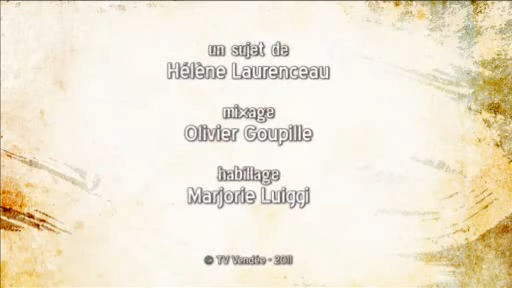 un sujet de
Hélène Laurenceau
mixage
Olivier Goupille
habillage
Marjorie Luiggi
© TV Vendée - 2011